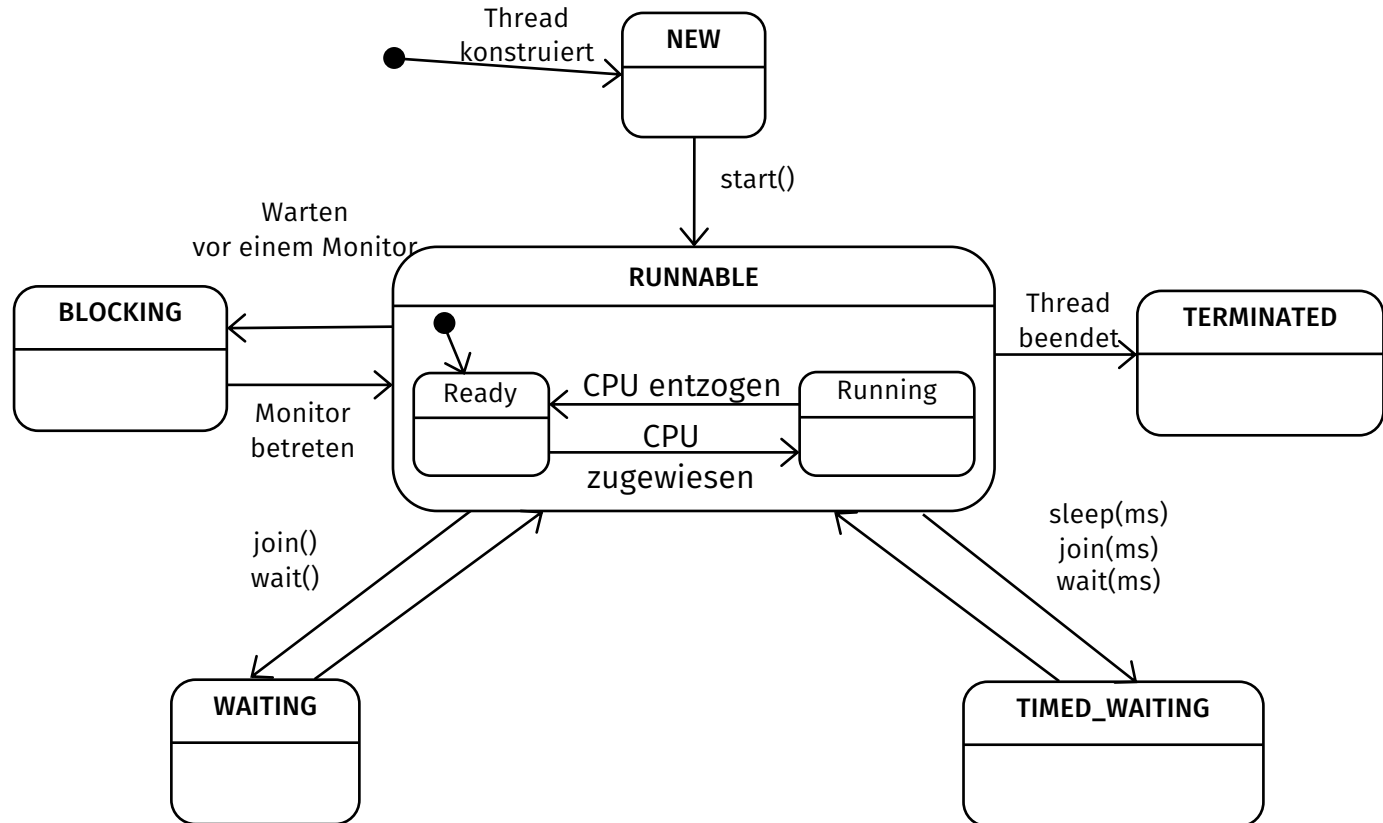 Thread
konstruiert
NEW
start()
Warten
vor einem Monitor
RUNNABLE
BLOCKING
Thread
beendet
TERMINATED
Ready
CPU entzogen
Running
Monitor
betreten
CPU
zugewiesen
join()
wait()
sleep(ms)
join(ms)
wait(ms)
WAITING
TIMED_WAITING